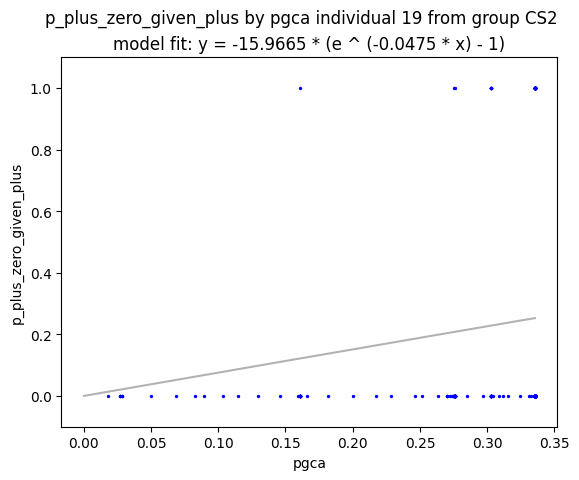 p_plus_zero_given_plus by pgca individual 19 from group CS2
model fit: y = -15.9665 * (e ^ (-0.0475 * x) - 1)
1.0
0.8
0.6
0.4
0.2
0.0
p_plus_zero_given_plus
0.00 0.05 0.10 0.15 0.20 0.25 0.30 0.35
pgca